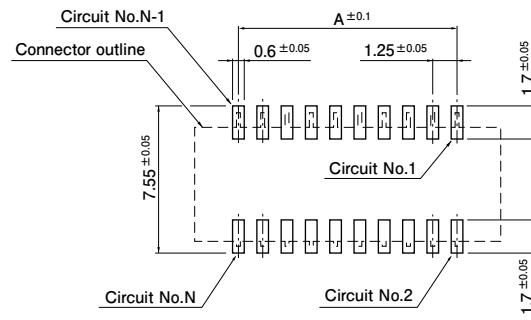 Circuit No.N-1
A ±0.1
Connector outline
0.6 ±0.05
1.25 ±0.05
1.7 ±0.05
7.55 ±0.05
Circuit No.1
Circuit No.N
Circuit No.2
1.7 ±0.05